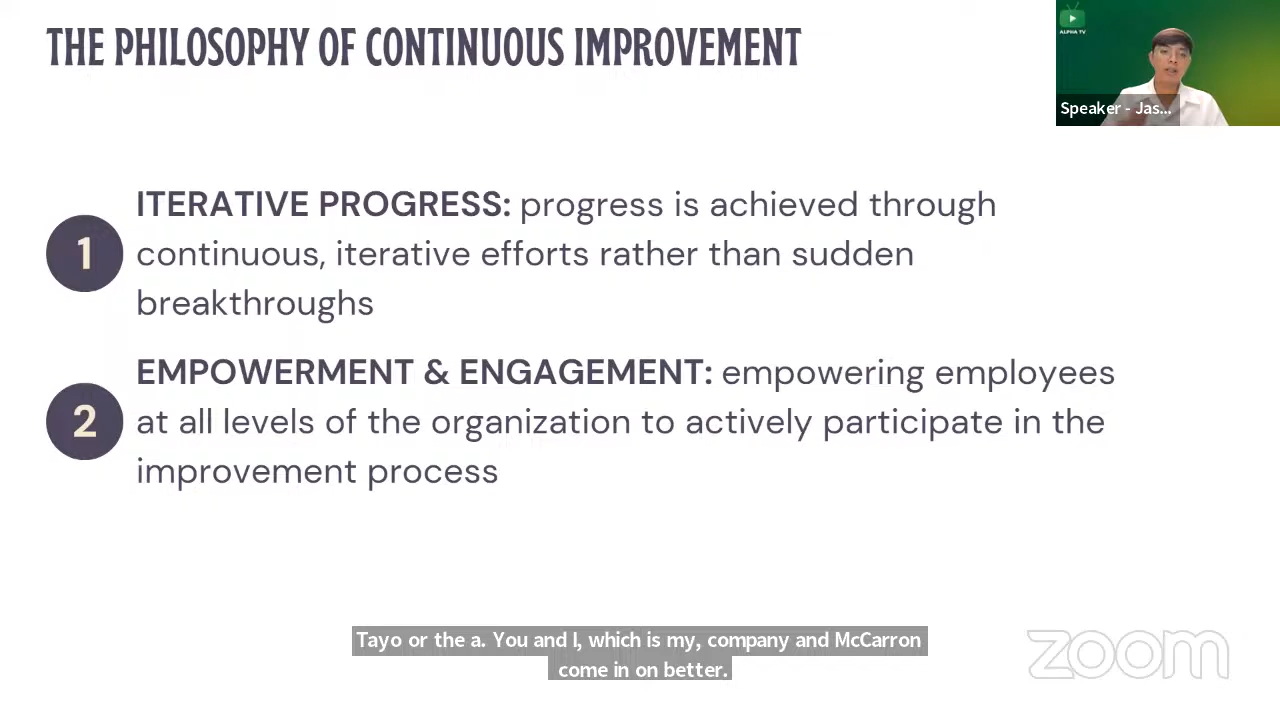 THE PHILOSOPHY OF CONTINUOUS IMPROVEMENT
ALPHA TV
Speaker - Jas...
1
ITERATIVE PROGRESS: progress is achieved through
continuous, iterative efforts rather than sudden
breakthroughs
2
EMPOWERMENT & ENGAGEMENT: empowering employees
at all levels of the organization to actively participate in the
improvement process
Tayo or the a. You and I, which is my, company and McCarron
come in on better.
zoom